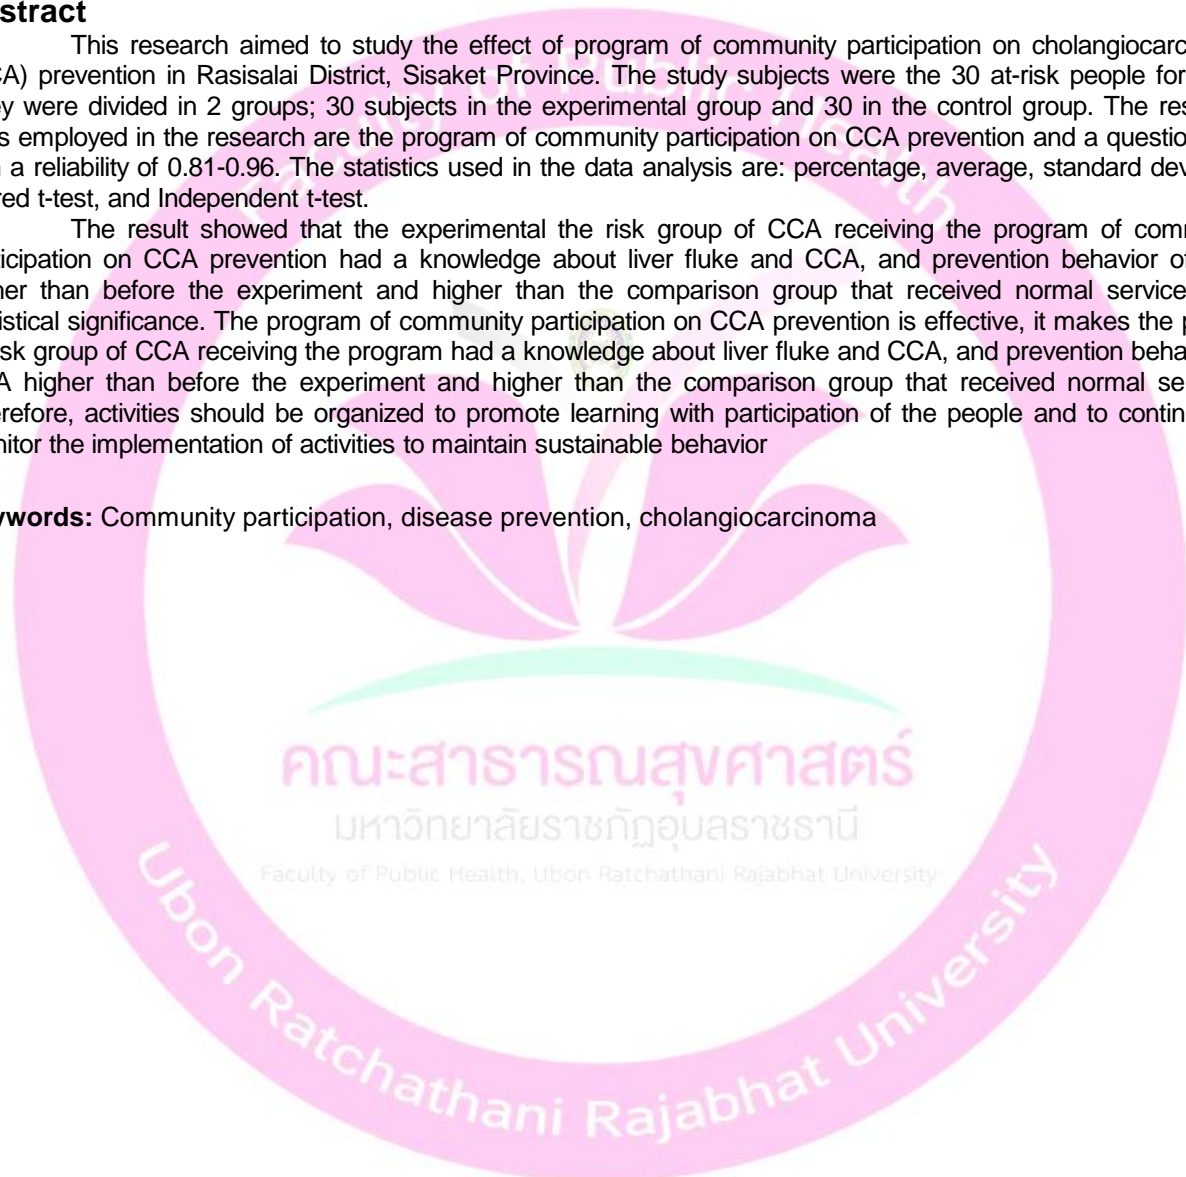 stract
This research aimed to study the effect of program of community participation on cholangiocarc
CA) prevention in Rasisalai District, Sisaket Province. The study subjects were the 30 at-risk people for
ey were divided in 2 groups; 30 subjects in the experimental group and 30 in the control group. The res
s employed in the research are the program of community participation on CCA prevention and a question
a reliability of 0.81-0.96. The statistics used in the data analysis are: percentage, average, standard dev
red t-test, and Independent t-test.
The result showed that the experimental the risk group of CCA receiving the program of comm
ticipation on CCA prevention had a knowledge about liver fluke and CCA, and prevention behavior of
her than before the experiment and higher than the comparison group that received normal service
tistical significance. The program of community participation on CCA prevention is effective, it makes the p
sk group of CCA receiving the program had a knowledge about liver fluke and CCA, and prevention beha
A higher than before the experiment and higher than the comparison group that received normal se
erefore, activities should be organized to promote learning with participation of the people and to contin
nitor the implementation of activities to maintain sustainable behavior
ywords: Community participation, disease prevention, cholangiocarcinoma
Faculty of Public Health
คณะสาธารณสุขศาสตร์
มหาวิทยาลัยราชภัฏอุบลราชธานี
Faculty of Public Health, Ubon Ratchathani Rajabhat University
Ubon Ratchathani Rajabhat University